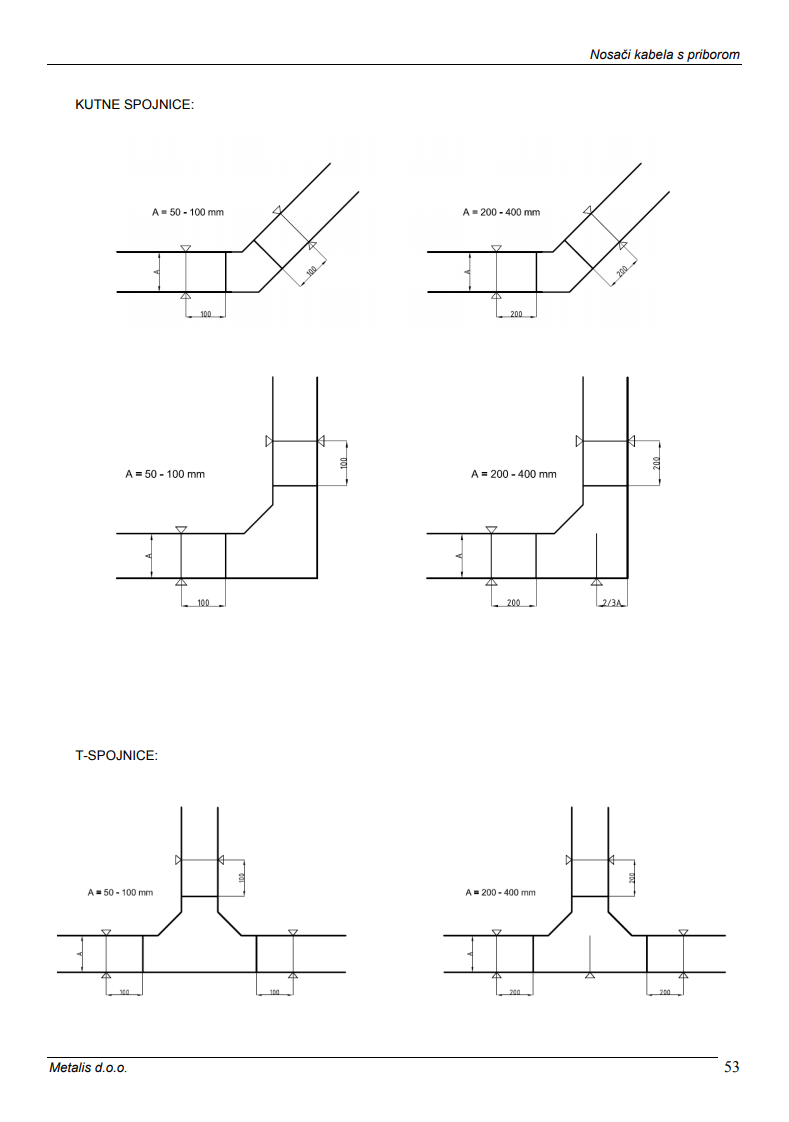 Nosači kabela s priborom
KUTNE SPOJNICE:
A = 50 - 100 mm
A
100
100
A = 200 - 400 mm
A
200
200
A = 50 - 100 mm
100
A
100
A = 200 - 400 mm
200
A
200
2/3A
T-SPOJNICE:
A = 50 - 100 mm
100
A
100
100
A = 200 - 400 mm
200
A
200
200
Metalis d.o.o.
53